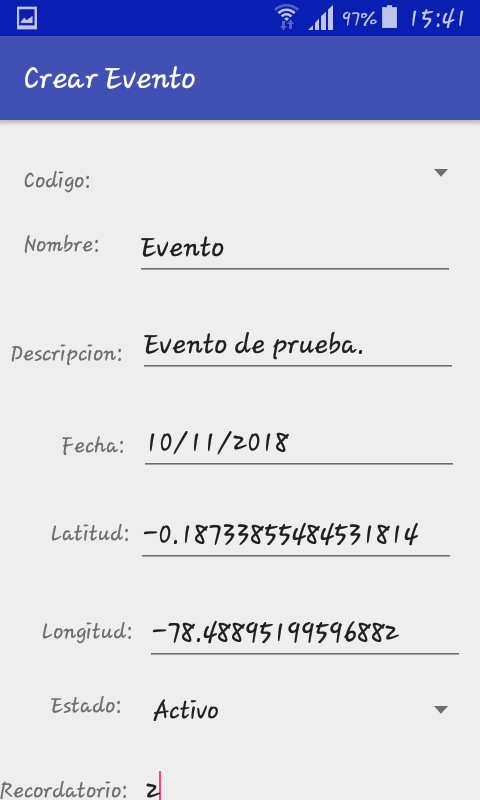 97% 15:41
Crear Evento
Codigo:
Nombre: Evento
Descripcion: Evento de prueba.
Fecha: 10/11/2018
Latitud: -0.18733855484531814
Longitud: -78.48895199596882
Estado: Activo
Recordatorio: 2